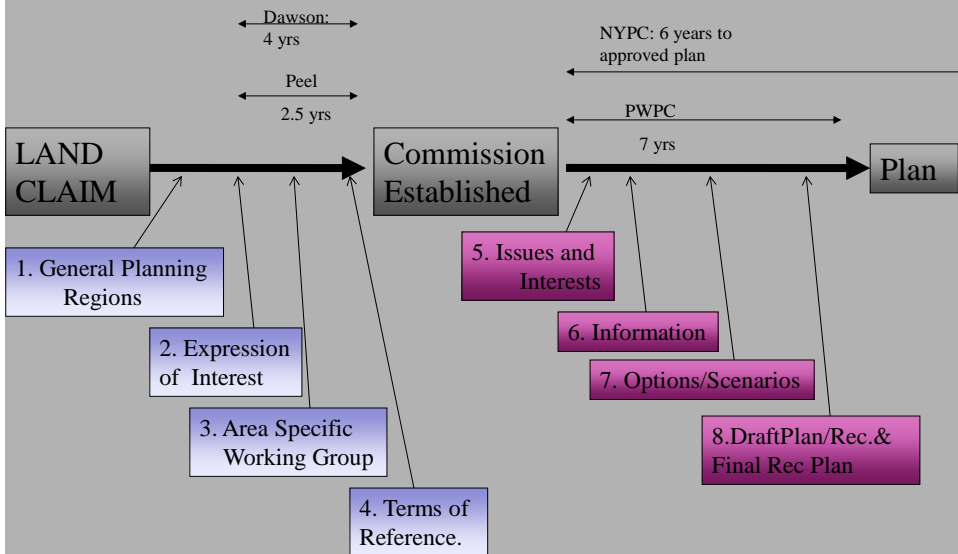 Dawson:
4 yrs
Peel
2.5 yrs
NYPC: 6 years to
approved plan
PWPC
7 yrs
LAND
CLAIM
Commission
Established
Plan
1. General Planning
Regions
2. Expression
of Interest
3. Area Specific
Working Group
4. Terms of
Reference.
5. Issues and
Interests
6. Information
7. Options/Scenarios
8.DraftPlan/Rec.&
Final Rec Plan